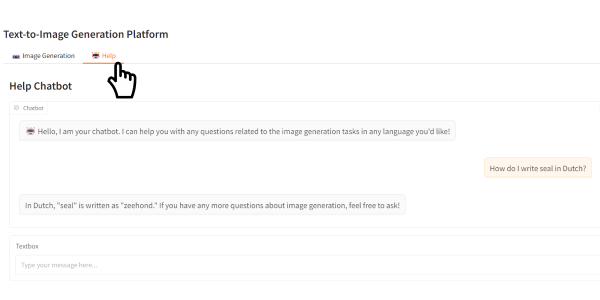 Text-to-Image Generation Platform
Image Generation
Help
Help Chatbot
Chatbot
Hello, I am your chatbot. I can help you with any questions related to the image generation tasks in any language you'd like!
How do I write seal in Dutch?
In Dutch, "seal" is written as "zeehond." If you have any more questions about image generation, feel free to ask!
Textbox
Type your message here...